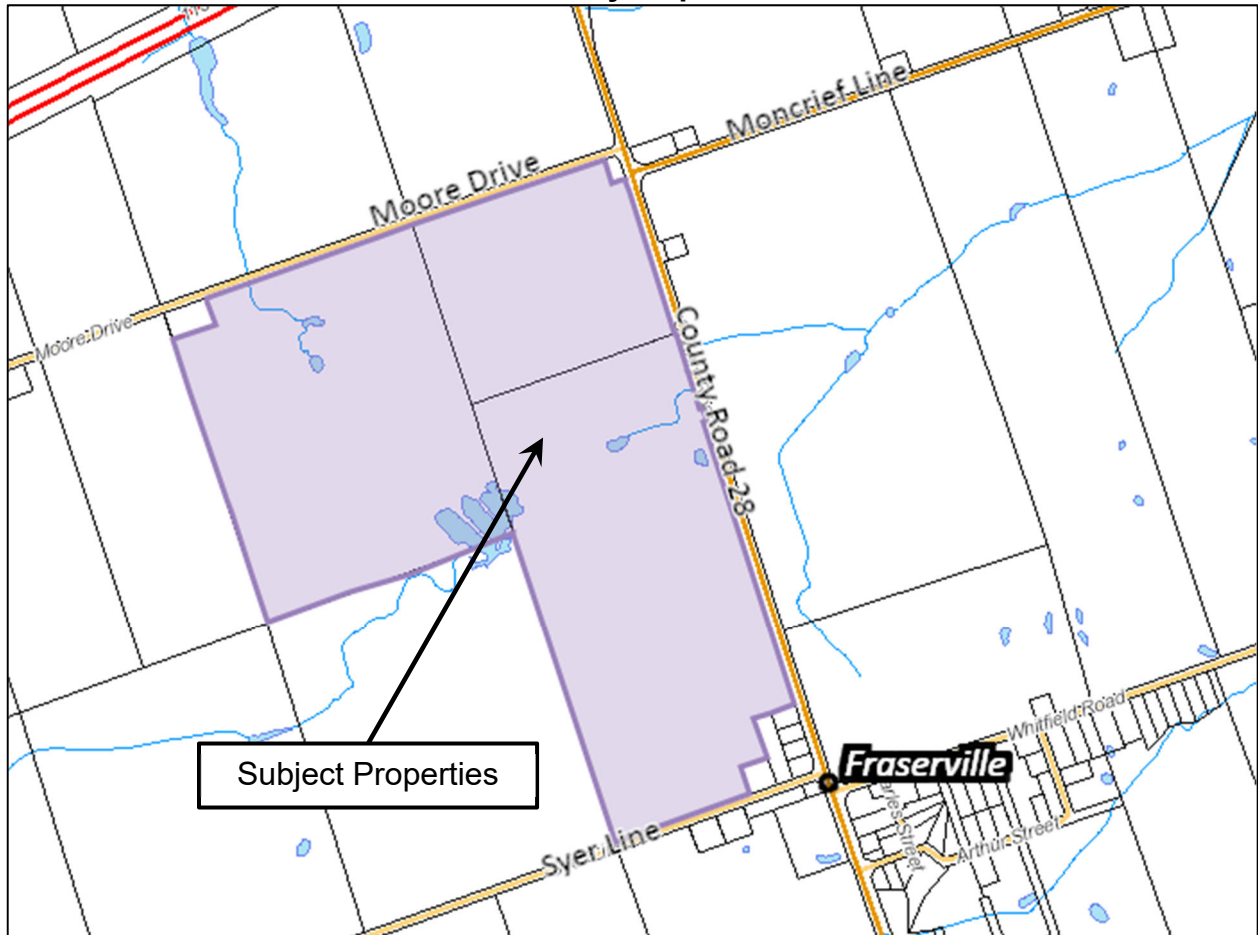 Moncrief Line
Moore Drive
Moore Drive
County Road 28
Subject Properties
Whitfield Road
Fraserville
Arthur Street
Syer Line